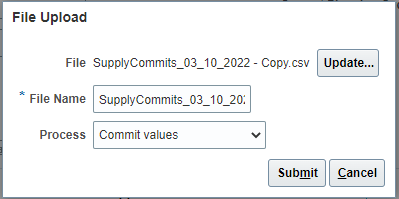 File Upload
File SupplyCommits_03_10_2022 - Copy.csv Update...
* File Name SupplyCommits_03_10_202
Process Commit values
Submit Cancel